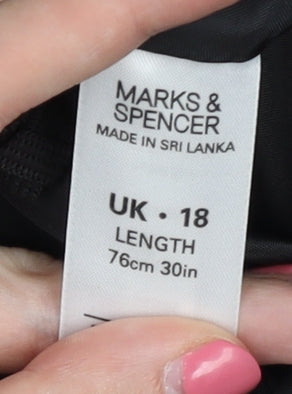 MARKS &
SPENCER
MADE IN SRI LANKA
UK • 18
LENGTH
76cm 30in